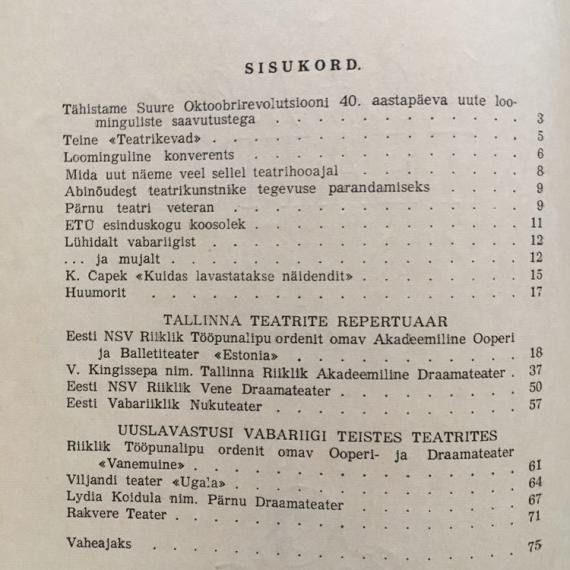 SISUKORD.
Tähistame Suure Oktoobrirevolutsiooni 40. aastapäeva uute loo-
minguliste saavutustega . . . . . . . . . . . 3
Teine «Teatrikevad» . . . . . . . . . . . . . 5
Loominguline konverents . . . . . . . . . . . 6
Mida uut näeme veel sellel teatrihooajal . . . . . . . 8
Abinõudest teatrikunstnike tegevuse parandamiseks . . . . 9
Pärnu teatri veteran . . . . . . . . . . . . 9
ETÜ esinduskogu koosolek . . . . . . . . . . . 11
Lühidalt vabariigist . . . . . . . . . . . . . 12
... ja mujalt . . . . . . . . . . . . . . 12
K. Capek «Kuidas lavastatakse näidendit» . . . . . . . 15
Huumorit . . . . . . . . . . . . . . . 17
TALLINNA TEATRITE REPERTUAAR
Eesti NSV Riiklik Tööpunalipu ordenit omav Akadeemiline Ooperi
ja Balletiteater «Estonia» . . . . . . . . . . 18
V. Kingissepa nim. Tallinna Riiklik Akadeemiline Draamateater . 37
Eesti NSV Riiklik Vene Draamateater . . . . . . . . 50
Eesti Vabariiklik Nukuteater . . . . . . . . . . 57
UUSLAVASTUSI VABARIIGI TEISTES TEATRITES
Riiklik Tööpunalipu ordenit omav Ooperi- ja Draamateater
«Vanemuine» . . . . . . . . . . . . . 61
Viljandi teater «Ugala» . . . . . . . . . . . 64
Lydia Koidula nim. Pärnu Draamateater . . . . . . . 67
Rakvere Teater . . . . . . . . . . . . . . 71
Vaheajaks . . . . . . . . . . . . . . . 75